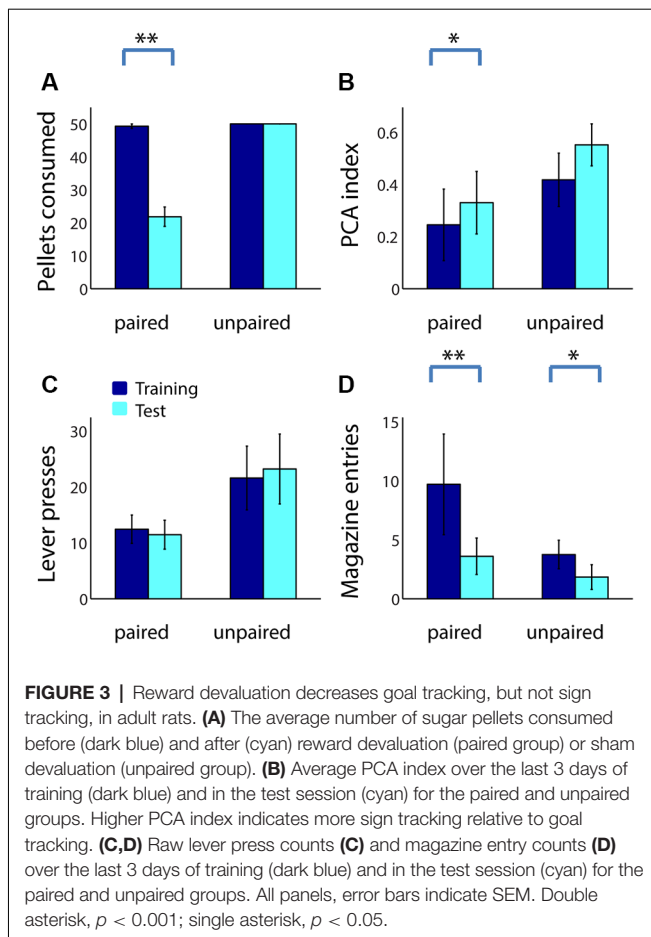 **
*
A
B
Pellets consumed
50
40
30
20
10
0
paired
unpaired
PCA index
0.6
0.4
0.2
0
paired
unpaired
**
*
C
Training
Test
D
Lever presses
30
20
10
0
paired
unpaired
Magazine entries
15
10
5
0
paired
unpaired
FIGURE 3 | Reward devaluation decreases goal tracking, but not sign
tracking, in adult rats. (A) The average number of sugar pellets consumed
before (dark blue) and after (cyan) reward devaluation (paired group) or sham
devaluation (unpaired group). (B) Average PCA index over the last 3 days of
training (dark blue) and in the test session (cyan) for the paired and unpaired
groups. Higher PCA index indicates more sign tracking relative to goal
tracking. (C,D) Raw lever press counts (C) and magazine entry counts (D)
over the last 3 days of training (dark blue) and in the test session (cyan) for the
paired and unpaired groups. All panels, error bars indicate SEM. Double
asterisk, p < 0.001; single asterisk, p < 0.05.